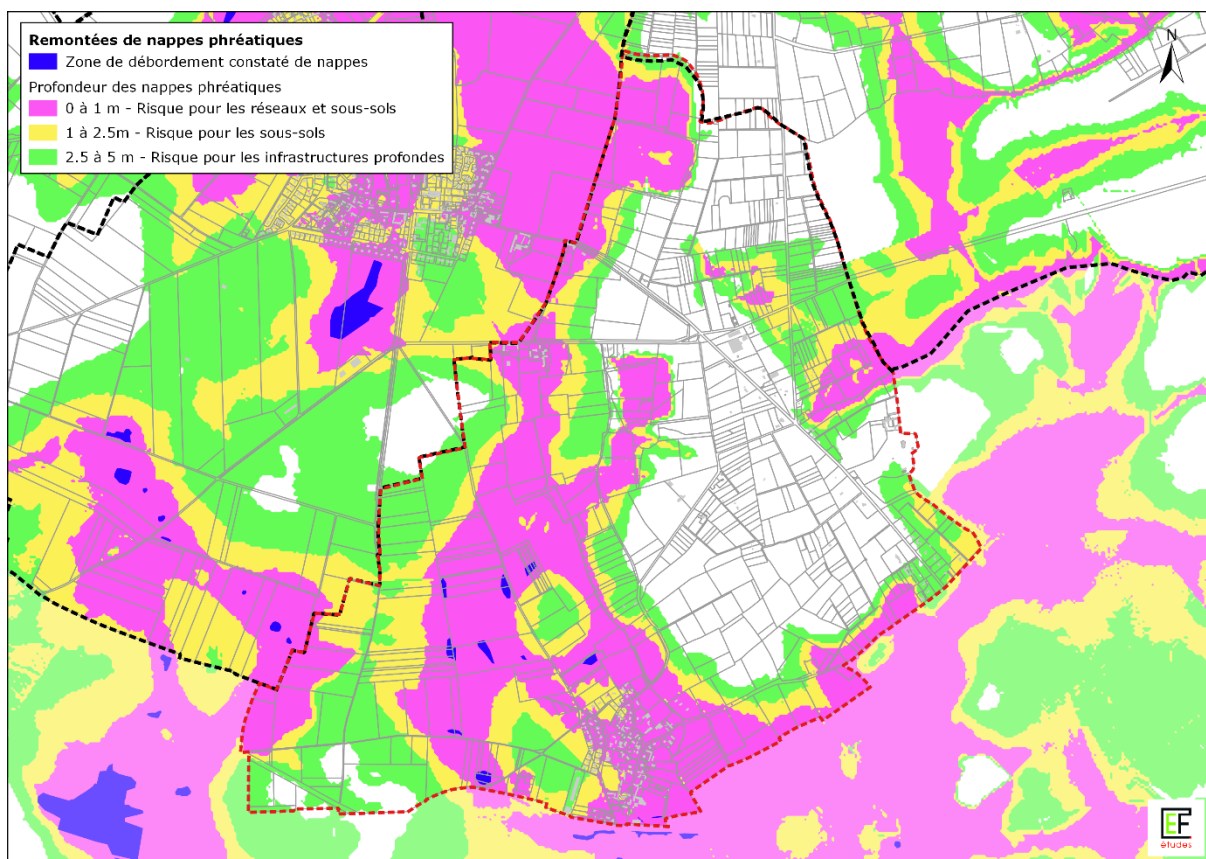 Remontées de nappes phréatiques
Zone de débordement constaté de nappes
Profondeur des nappes phréatiques
0 à 1 m - Risque pour les réseaux et sous-sols
1 à 2.5m - Risque pour les sous-sols
2.5 à 5 m - Risque pour les infrastructures profondes
N
EF
études